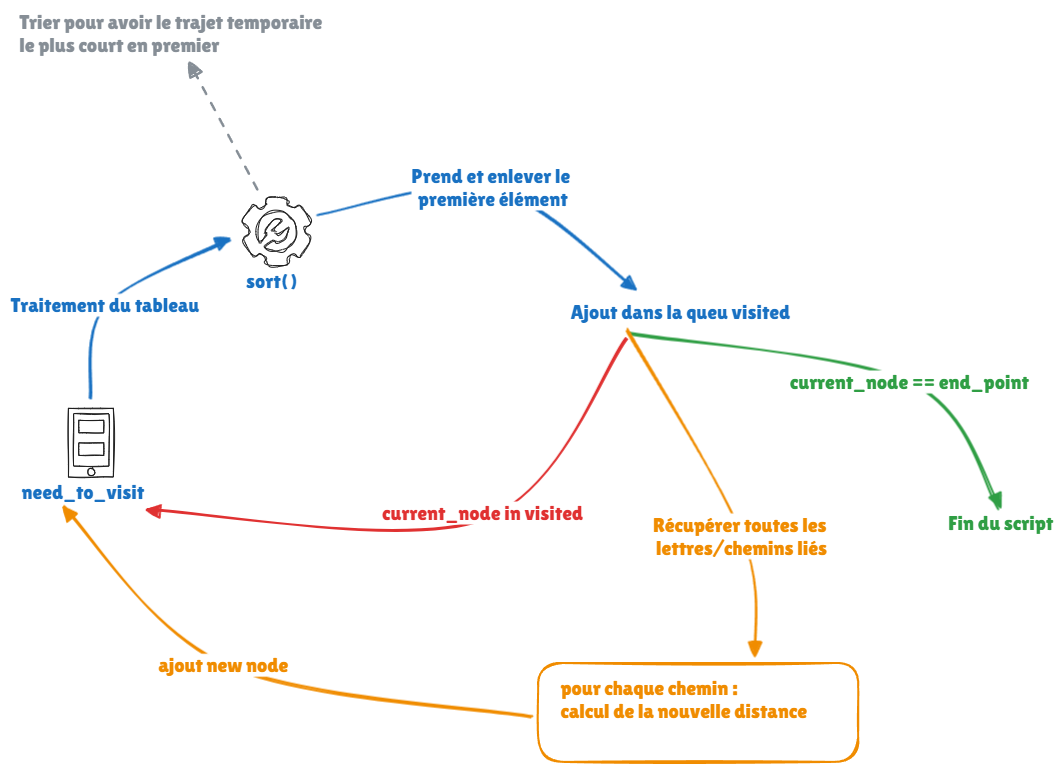 Trier pour avoir le trajet temporaire
le plus court en premier
Prend et enlever le
première élément
sort()
Traitement du tableau
Ajout dans la queu visited
current_node == end_point
need_to_visit
current_node in visited
Récupérer toutes les
lettres/chemins liés
Fin du script
ajout new node
pour chaque chemin :
calcul de la nouvelle distance